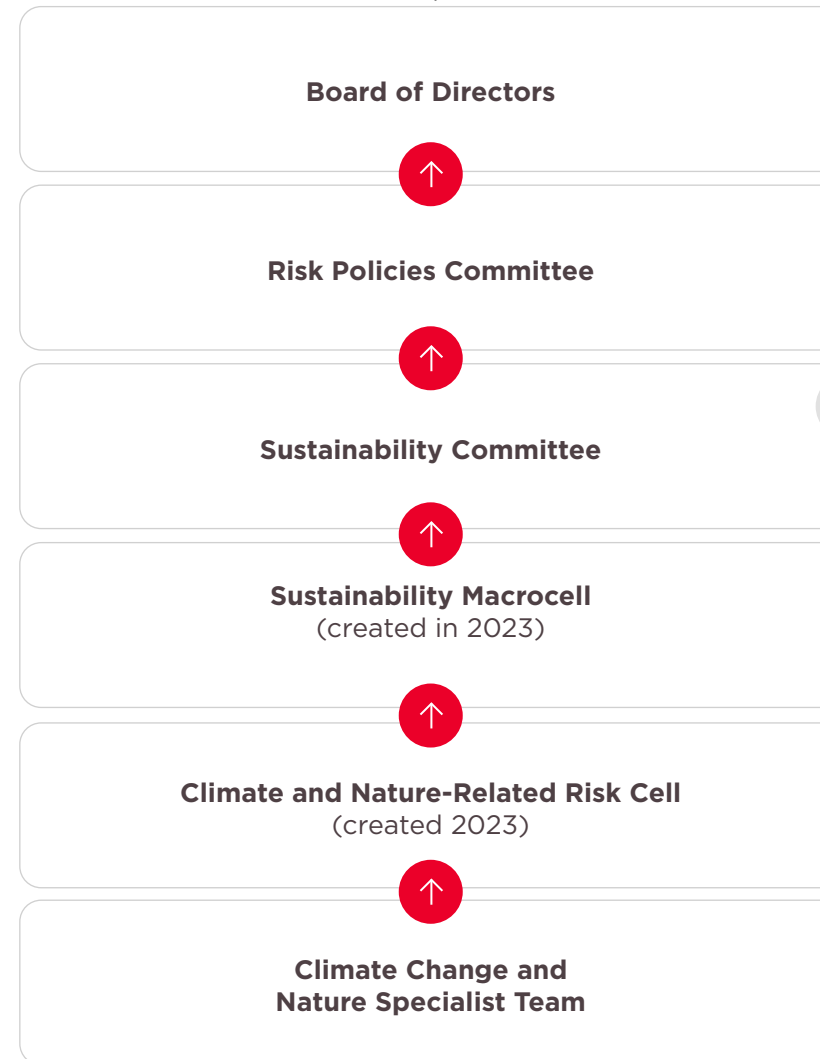 Board of Directors
Risk Policies Committee
Sustainability Committee
Sustainability Macrocell
(created in 2023)
Climate and Nature-Related Risk Cell
(created 2023)
Climate Change and
Nature Specialist Team